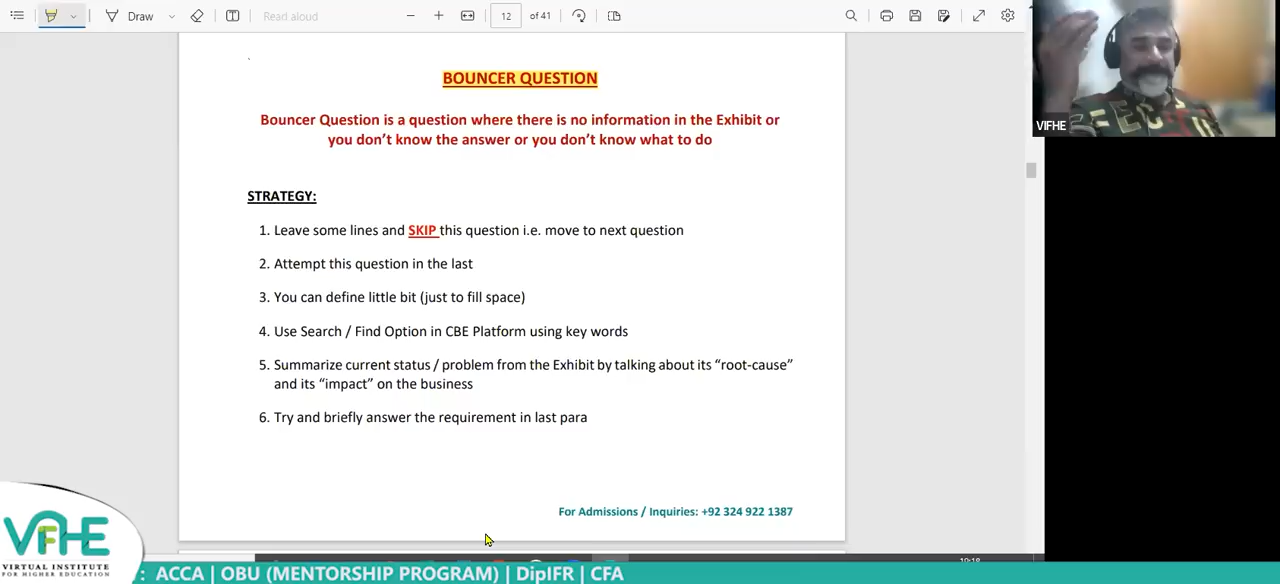 Draw
Read aloud
12
of 41
BOUNCER QUESTION
Bouncer Question is a question where there is no information in the Exhibit or
you don't know the answer or you don't know what to do
STRATEGY:
1. Leave some lines and SKIP this question i.e. move to next question
2. Attempt this question in the last
3. You can define little bit (just to fill space)
4. Use Search / Find Option in CBE Platform using key words
5. Summarize current status / problem from the Exhibit by talking about its "root-cause"
and its "impact" on the business
6. Try and briefly answer the requirement in last para
For Admissions / Inquiries: +92 324 922 1387
VIFHE
VIFHE
VIRTUAL INSTITUTE
FOR HIGHER EDUCATION
: ACCA | OBU (MENTORSHIP PROGRAM) | DipIFR | CFA